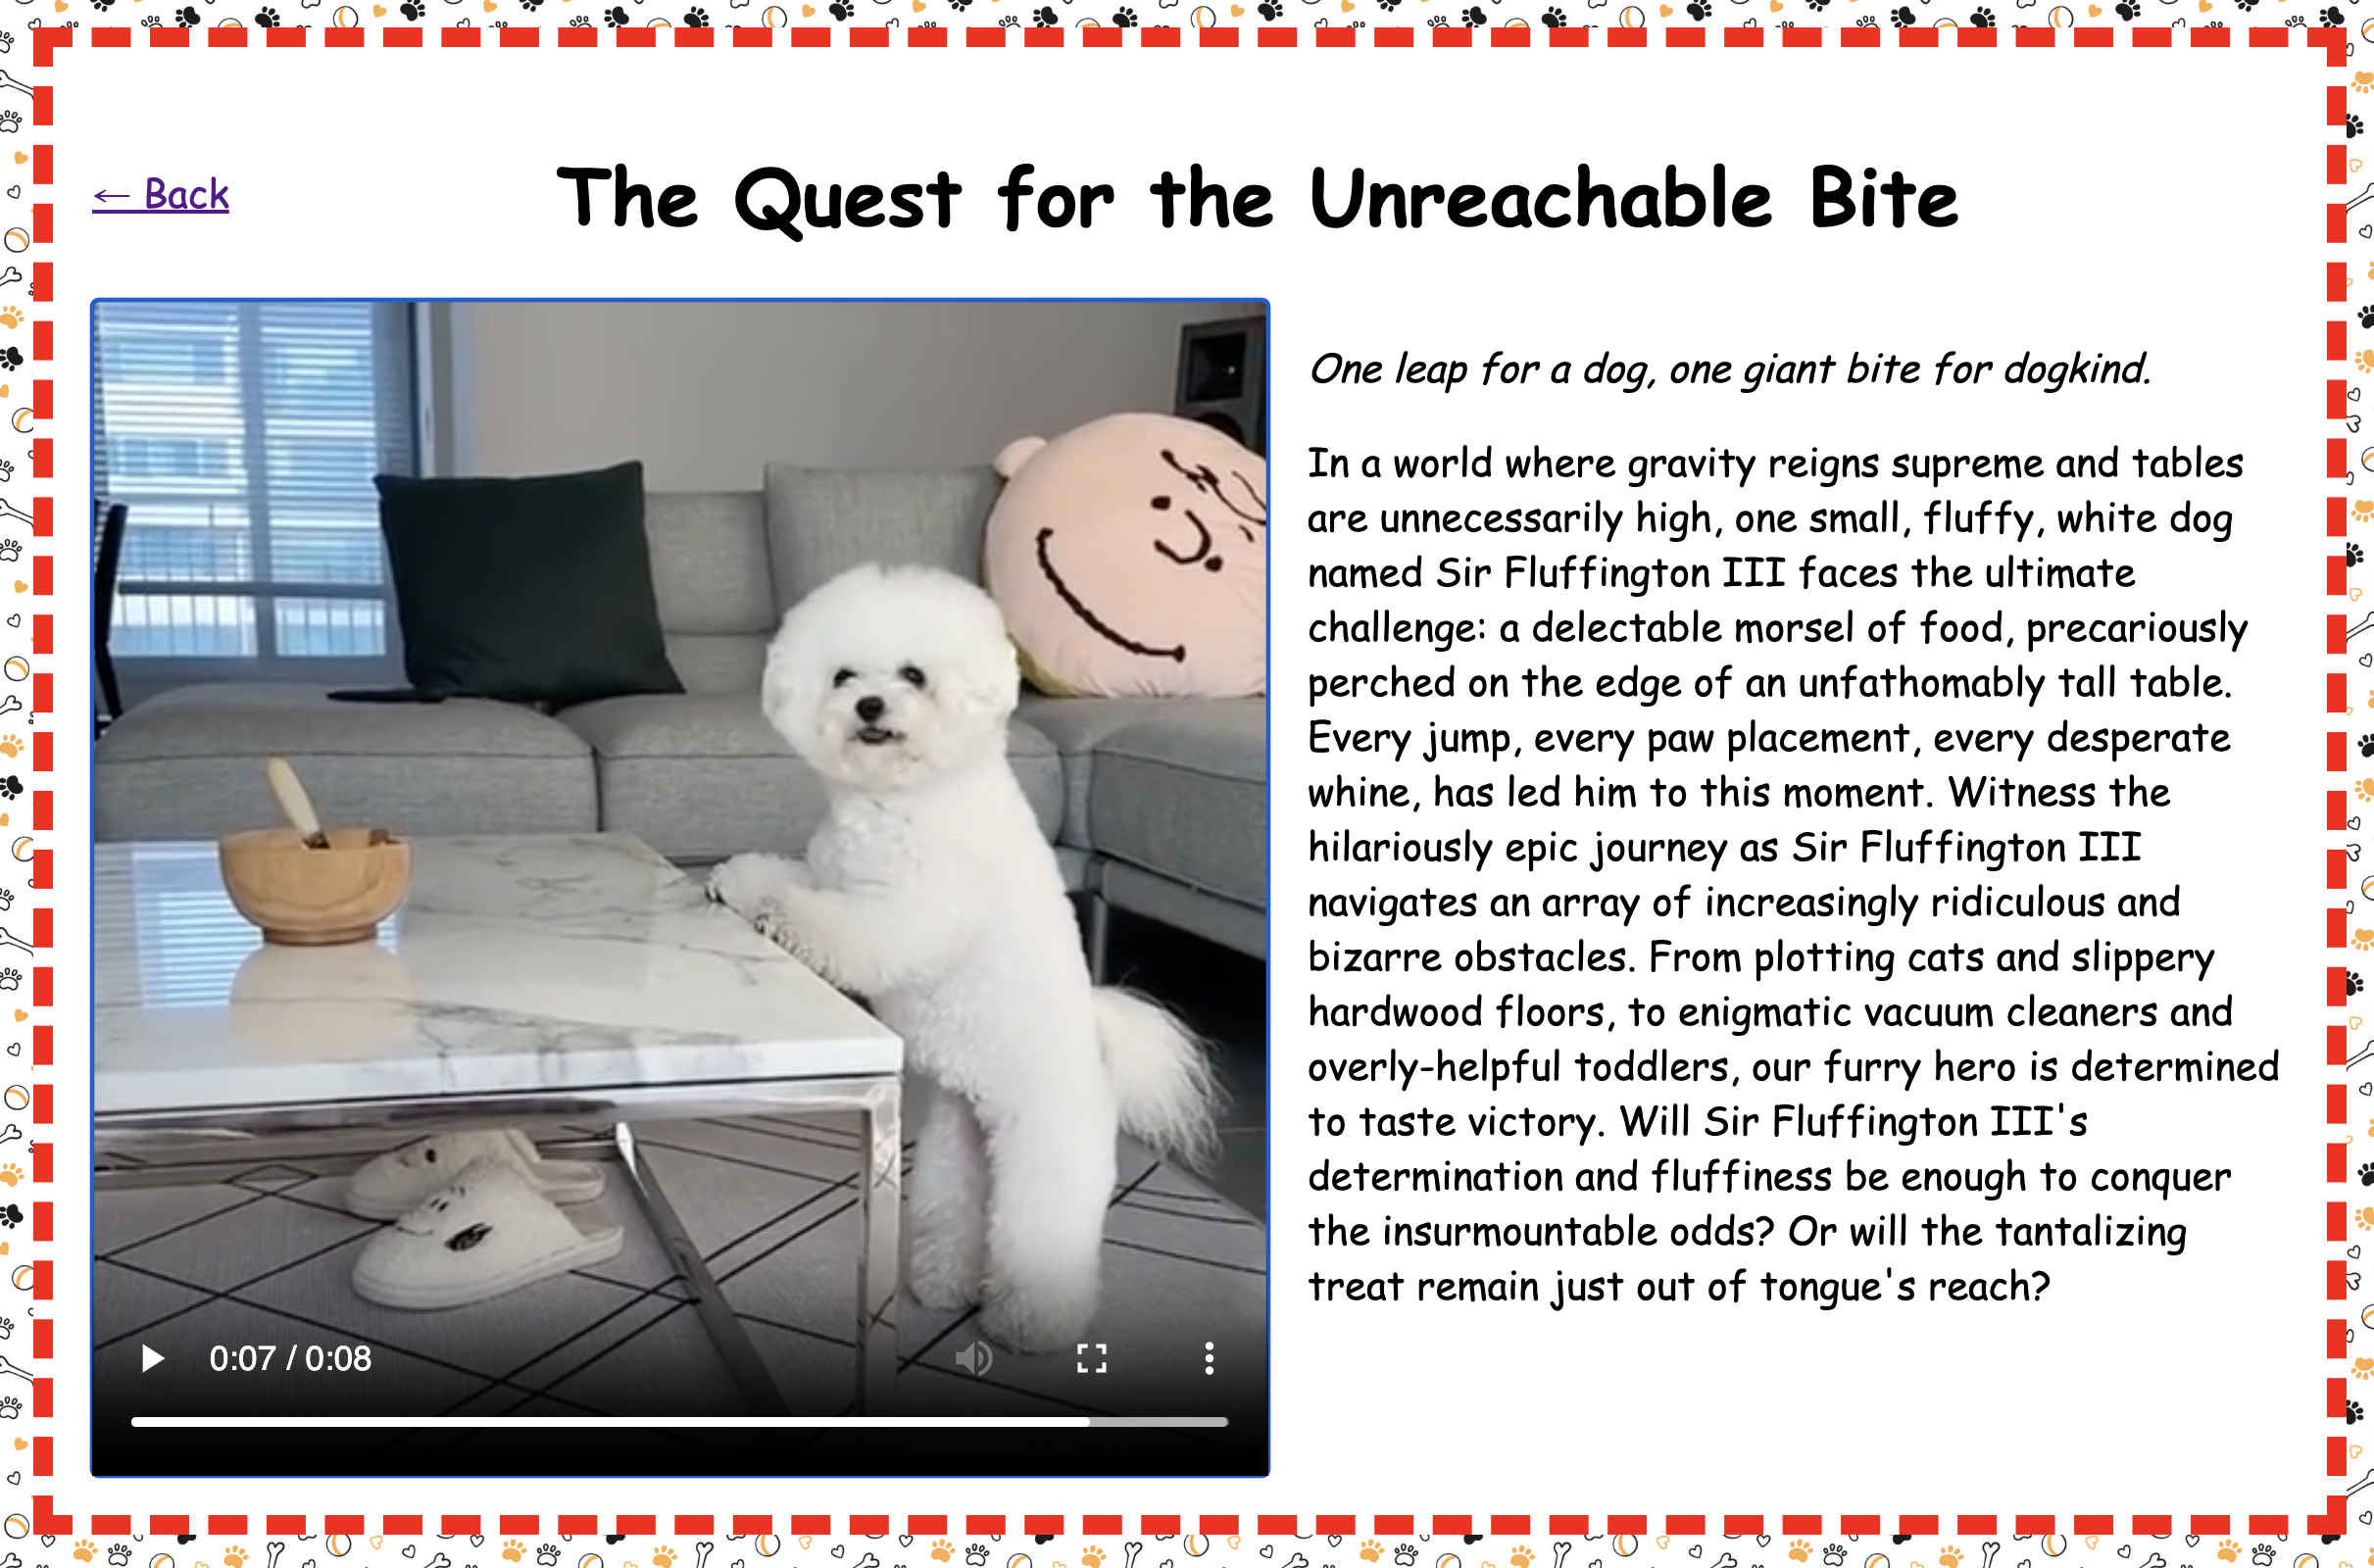 ← Back
The Quest for the Unreachable Bite
One leap for a dog, one giant bite for dogkind.
In a world where gravity reigns supreme and tables
are unnecessarily high, one small, fluffy, white dog
named Sir Fluffington III faces the ultimate
challenge: a delectable morsel of food, precariously
perched on the edge of an unfathomably tall table.
Every jump, every paw placement, every desperate
whine, has led him to this moment. Witness the
hilariously epic journey as Sir Fluffington III
navigates an array of increasingly ridiculous and
bizarre obstacles. From plotting cats and slippery
hardwood floors, to enigmatic vacuum cleaners and
overly-helpful toddlers, our furry hero is determined
to taste victory. Will Sir Fluffington III's
determination and fluffiness be enough to conquer
the insurmountable odds? Or will the tantalizing
treat remain just out of tongue's reach?
0:07 / 0:08